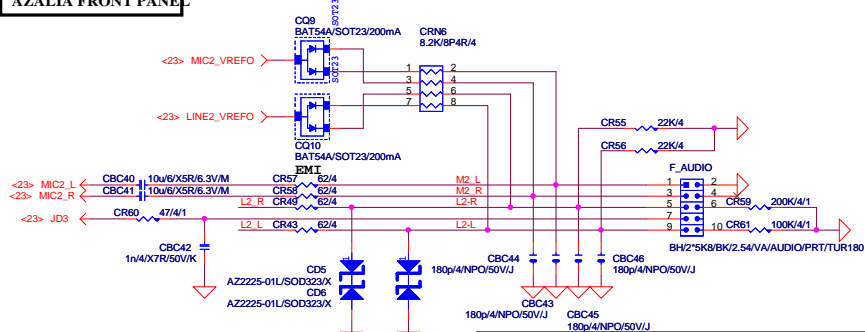 AZALIA FRONT PANEL
CQ9
BAT54A/SOT23/200mA
SOT23
SOT23
<23> MIC2_VREFO
CRN6
8.2K/8P4R/4
1 2
3 4
5 6
7 8
<23> LINE2_VREFO
CQ10
BAT54A/SOT23/200mA
EMI
CR55 22K/4
CR56 22K/4
F_AUDIO
<23> MIC2_L CBC40 10u/6/X5R/6.3V/M CR57 62/4 M2_L 1 2
<23> MIC2_R CBC41 10u/6/X5R/6.3V/M CR58 62/4 M2_R 3 4
L2_R CR49 62/4 L2-R 5 6 CR59 200K/4/1
<23> JD3 CR60 47/4/1 7
L2_L CR43 62/4 L2-L 9 10 CR61 100K/4/1
BH/2*5K8/BK/2.54/VA/AUDIO/PRT/TUR180
CBC42
1n/4/X7R/50V/K
CD5
AZ2225-01L/SOD323/X
CD6
AZ2225-01L/SOD323/X
CBC44
180p/4/NPO/50V/J
CBC46
180p/4/NPO/50V/J
CBC43
180p/4/NPO/50V/J
CBC45
180p/4/NPO/50V/J